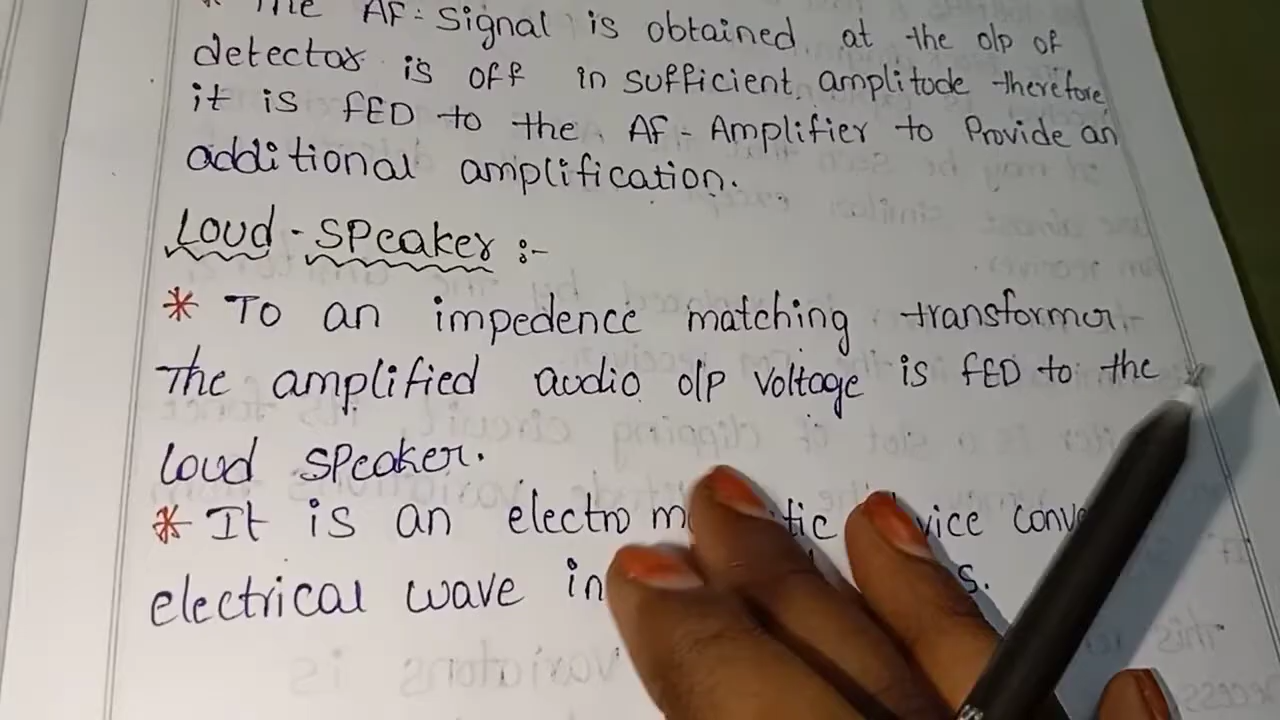 * The AF- Signal is obtained at the o/p of
detector is off in sufficient amplitude therefore
it is fED to the AF - Amplifier to Provide an
additional amplification.
Loud - SPeaker :-
* To an impedence matching transformer
The amplified audio o/p voltage is fED to the
loud SPeaker.
* It is an electro
electrical wave in